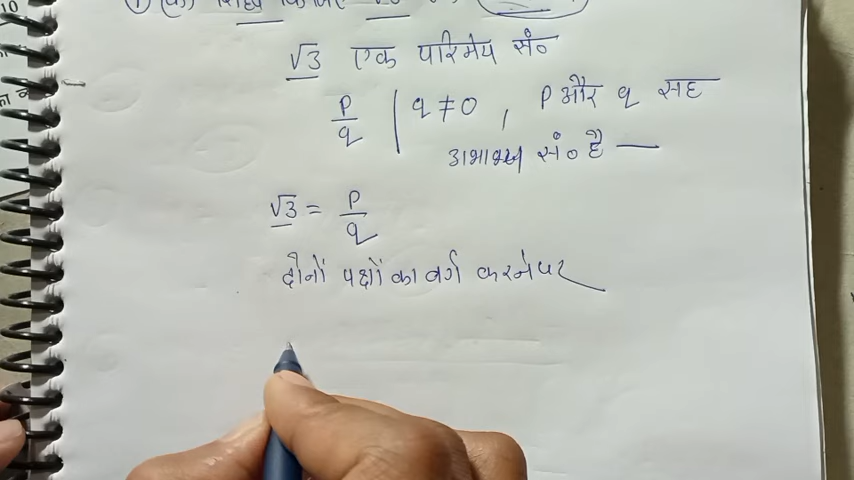 √3 एक परिमेय सं०
p/q | q ≠ 0 , p और q सह
अभाज्य सं० है —
√3 = p/q
दोनों पक्षों का वर्ग करने पर